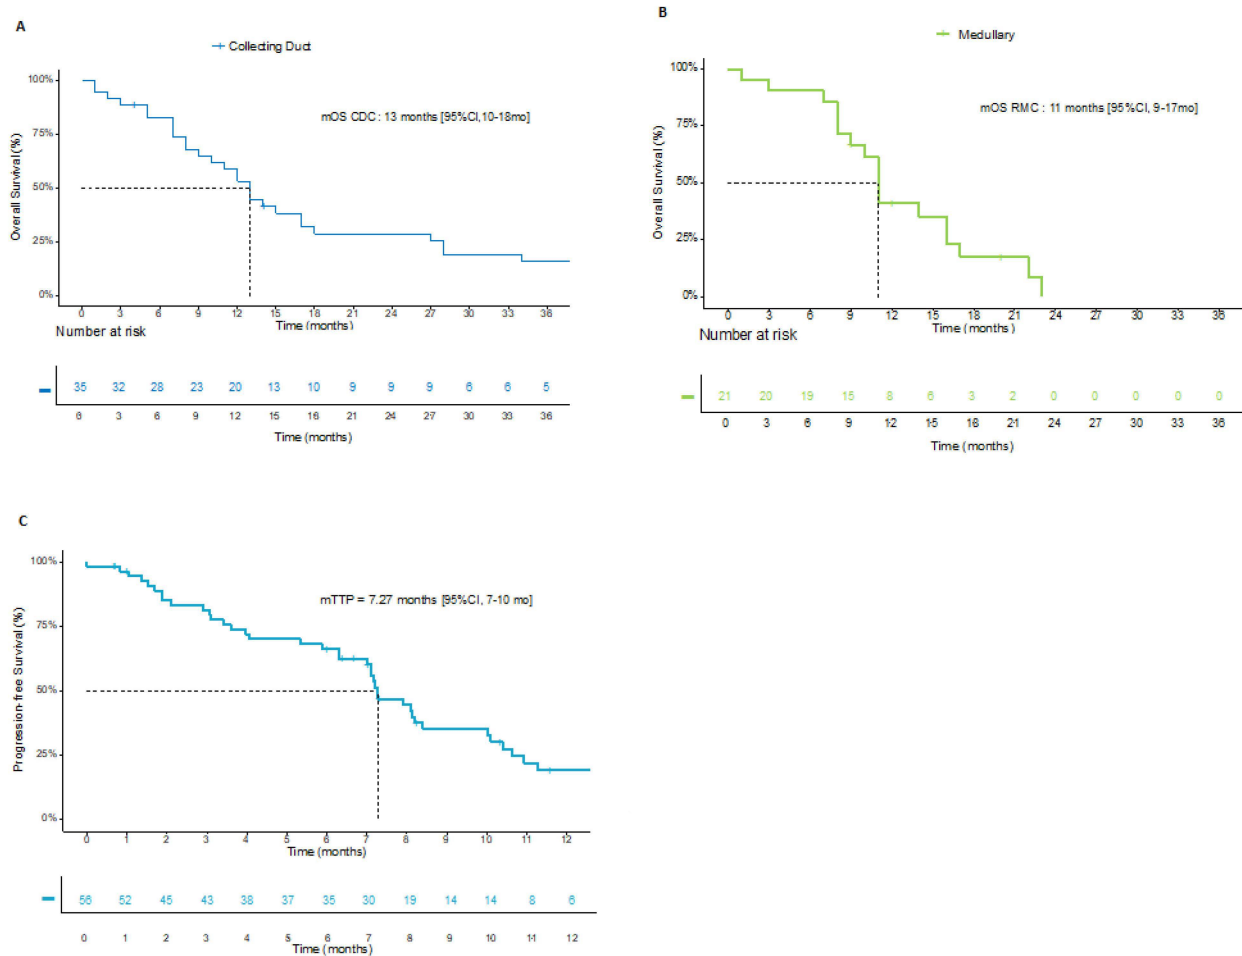 A
Collecting Duct
100%
75%
50%
25%
0%
Overall Survival (%)
mOS CDC : 13 months [95%CI, 10-18mo]
0 3 6 9 12 15 18 21 24 27 30 33 36
Time (months)
Number at risk
35 32 28 23 20 13 10 9 9 9 6 6 5
0 3 6 9 12 15 18 21 24 27 30 33 36
Time (months)
B
Medullary
100%
75%
50%
25%
0%
Overall Survival (%)
mOS RMC : 11 months [95%CI, 9-17mo]
0 3 6 9 12 15 18 21 24 27 30 33 36
Time (months)
Number at risk
21 20 19 15 8 6 3 2 0 0 0 0 0
0 3 6 9 12 15 18 21 24 27 30 33 36
Time (months)
C
100%
75%
50%
25%
0%
Progression-free Survival (%)
mTTP = 7.27 months [95%CI, 7-10 mo]
0 1 2 3 4 5 6 7 8 9 10 11 12
Time (months)
56 52 45 43 38 37 35 30 19 14 14 8 6
0 1 2 3 4 5 6 7 8 9 10 11 12
Time (months)